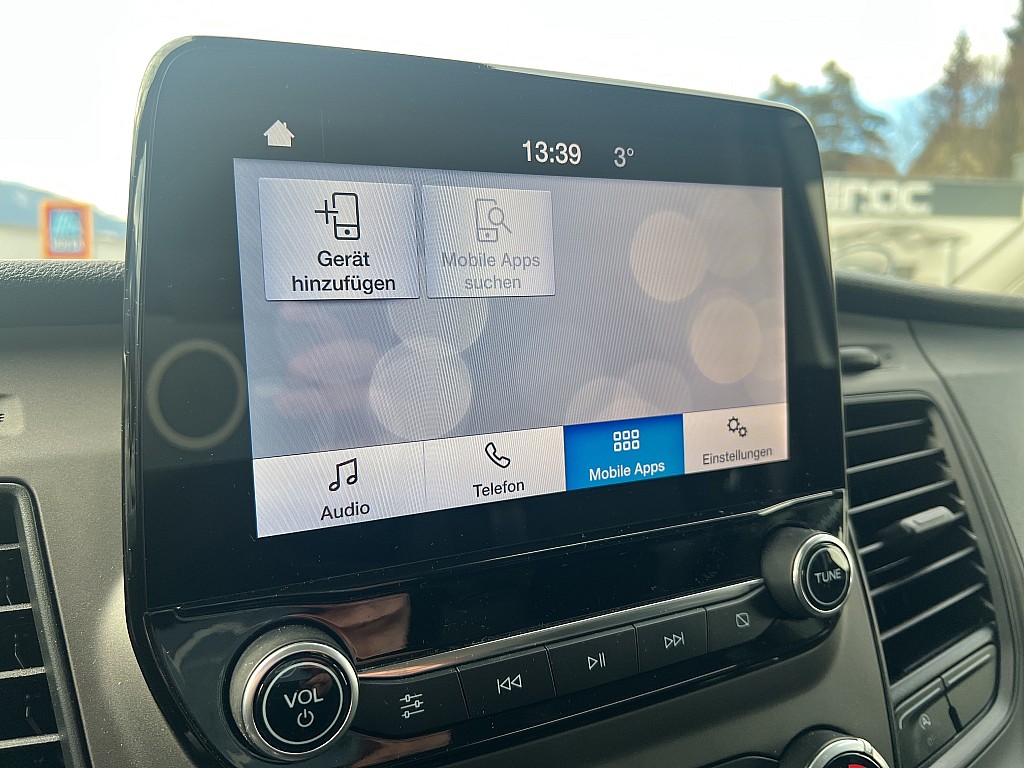 13:39 3°
Gerät
hinzufügen
Mobile Apps
suchen
Audio
Telefon
Mobile Apps
Einstellungen
VOL
TUNE